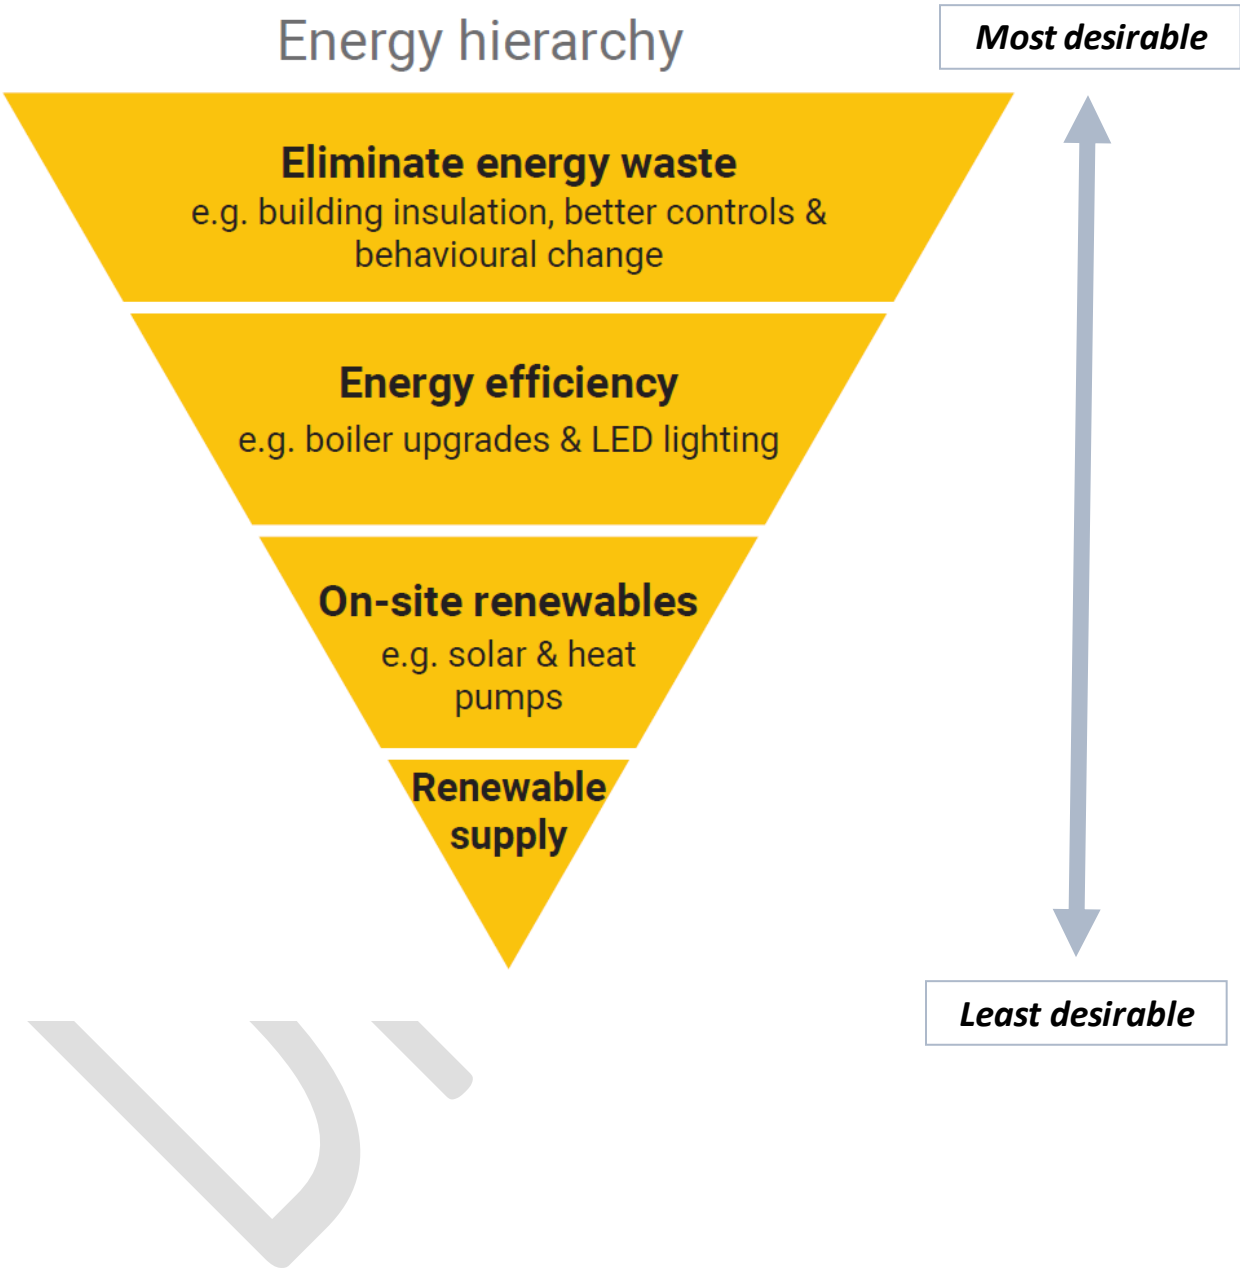 Energy hierarchy
Most desirable
Eliminate energy waste
e.g. building insulation, better controls &
behavioural change
Energy efficiency
e.g. boiler upgrades & LED lighting
On-site renewables
e.g. solar & heat
pumps
Renewable
supply
Least desirable